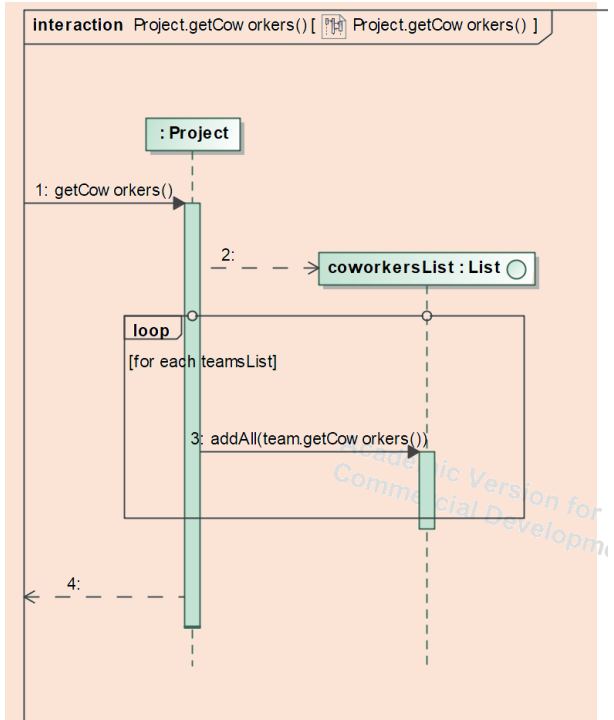 interaction Project.getCow orkers() [ Project.getCow orkers() ]
: Project
1: getCow orkers()
2:
coworkersList : List
loop
[for each teamsList]
3: addAll(team.getCow orkers())
Academic Version for
Commercial Developme
4: